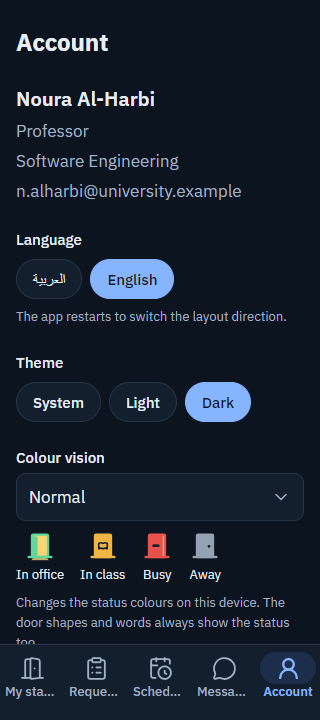 Account
Noura Al-Harbi
Professor
Software Engineering
n.alharbi@university.example
Language
العربية English
The app restarts to switch the layout direction.
Theme
System Light Dark
Colour vision
Normal
In office In class Busy Away
Changes the status colours on this device. The
door shapes and words always show the status
too.
My sta... Reque... Sched... Messa... Account